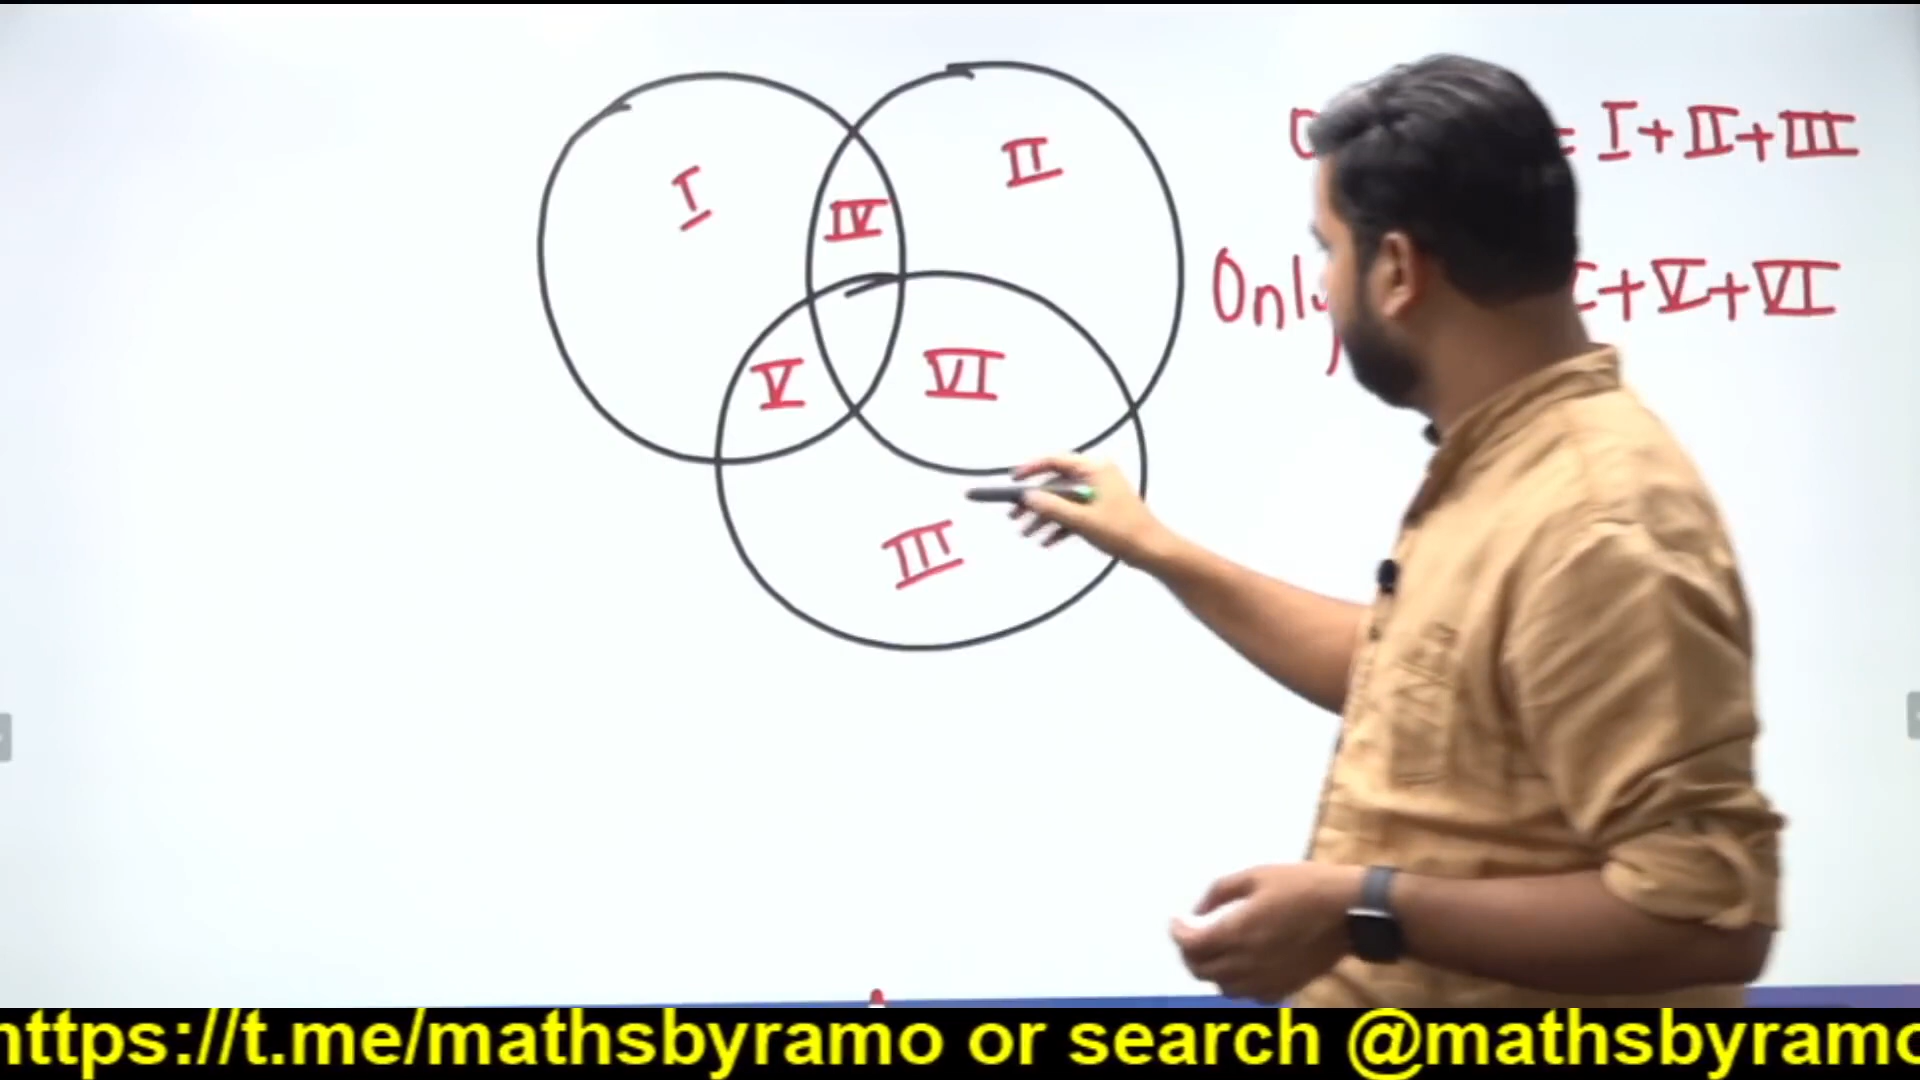 I
II
IV
= I+II+III
Only
+V+VI
V
VI
III
https://t.me/mathsbyramo or search @mathsbyramo